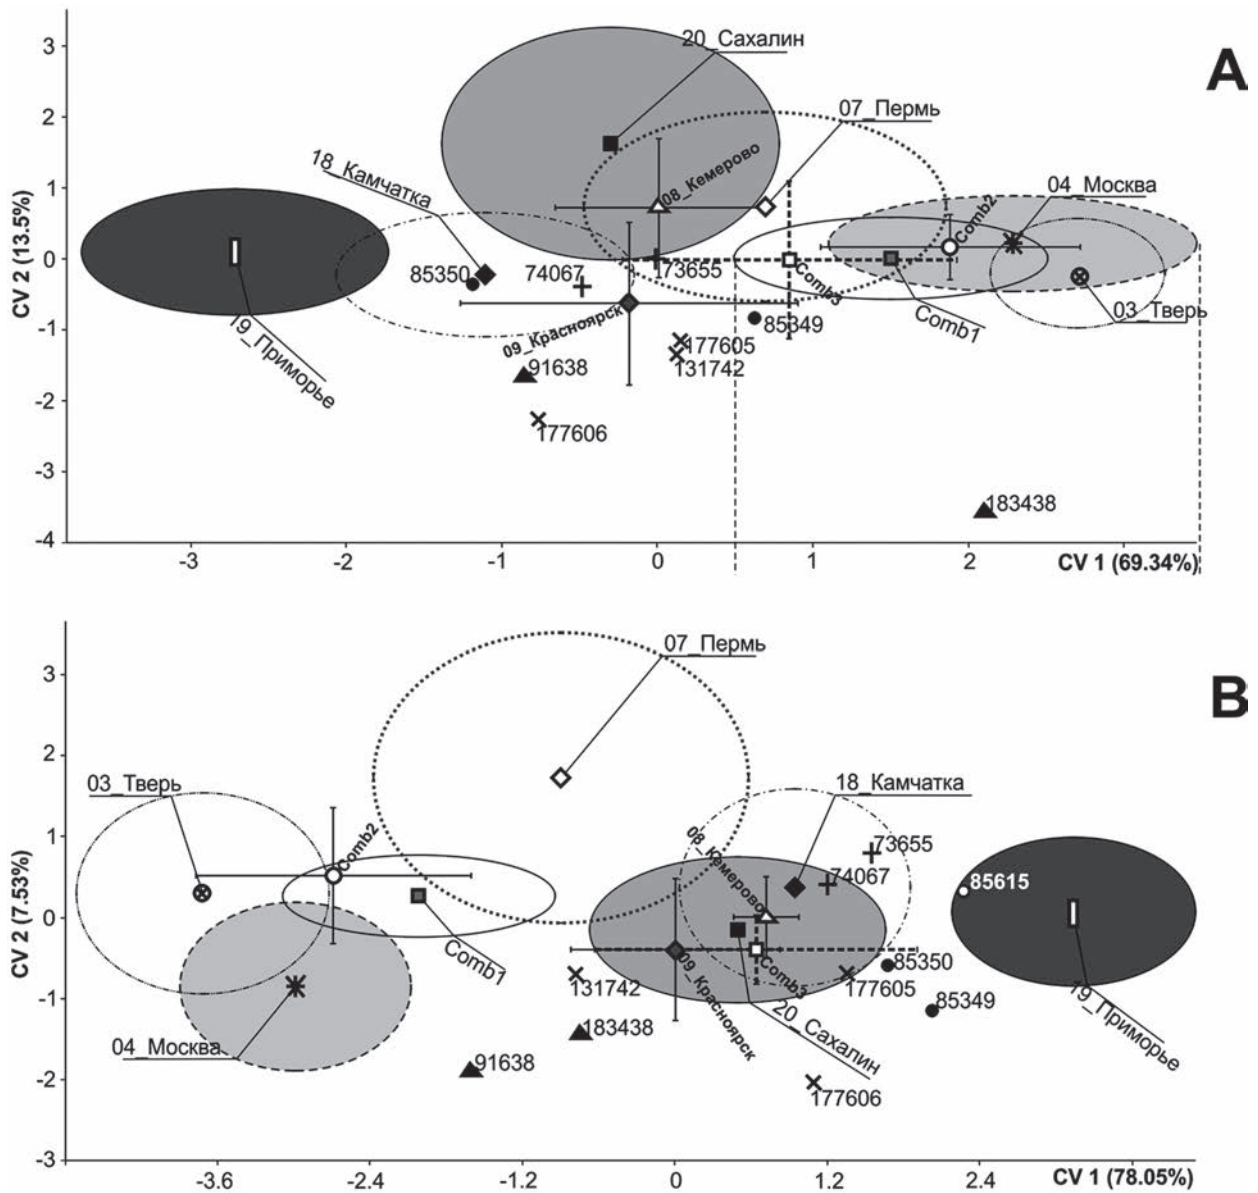 A
3
2
1
0
-1
-2
-3
-4
CV 2 (13.5%)
20_Сахалин
07_Пермь
18_Камчатка
08_Кемерово
04_Москва
Comb2
85350
74067
173655
Comb3
Comb1
03_Тверь
19_Приморье
09_Красноярск
85349
177605
131742
91638
177606
183438
-3
-2
-1
0
1
2
CV 1 (69.34%)
B
3
2
1
0
-1
-2
-3
CV 2 (7.53%)
07_Пермь
03_Тверь
18_Камчатка
Comb2
08_Кемерово
73655
74067
85615
Comb1
Comb3
85350
131742
177605
85349
09_Красноярск
20_Сахалин
19_Приморье
04_Москва
183438
91638
177606
-3.6
-2.4
-1.2
0
1.2
2.4
CV 1 (78.05%)